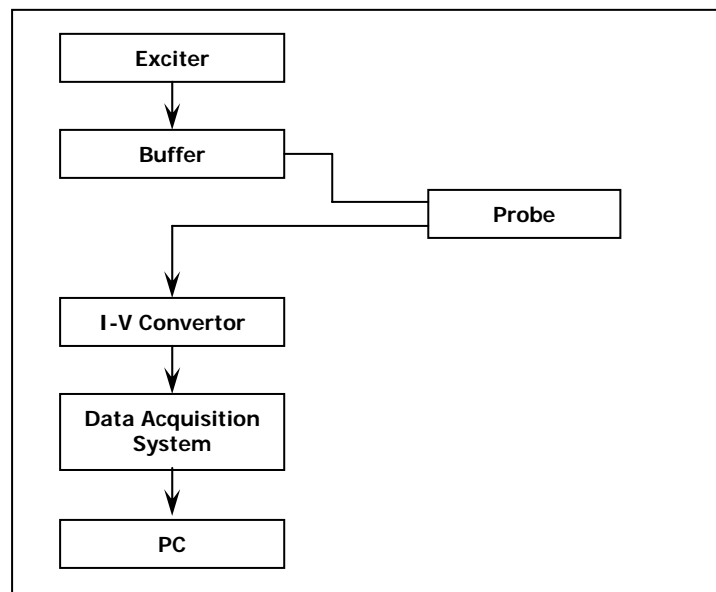 Exciter
Buffer
Probe
I-V Convertor
Data Acquisition
System
PC